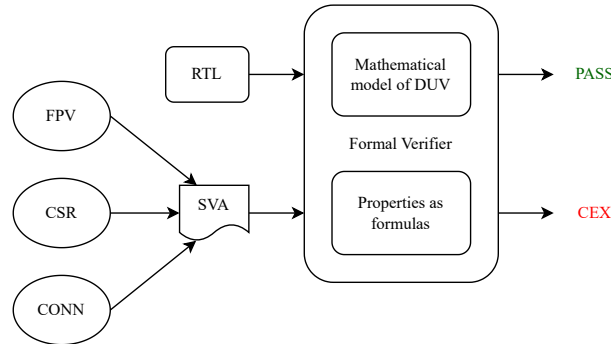 RTL
Mathematical
model of DUV
PASS
FPV
Formal Verifier
CSR
SVA
Properties as
formulas
CEX
CONN